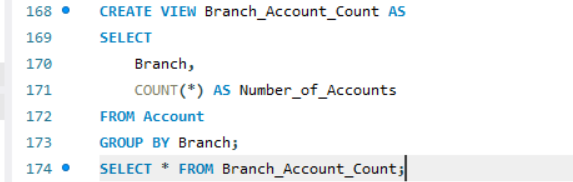 168 CREATE VIEW Branch_Account_Count AS
169 SELECT
170 Branch,
171 COUNT(*) AS Number_of_Accounts
172 FROM Account
173 GROUP BY Branch;
174 SELECT * FROM Branch_Account_Count;